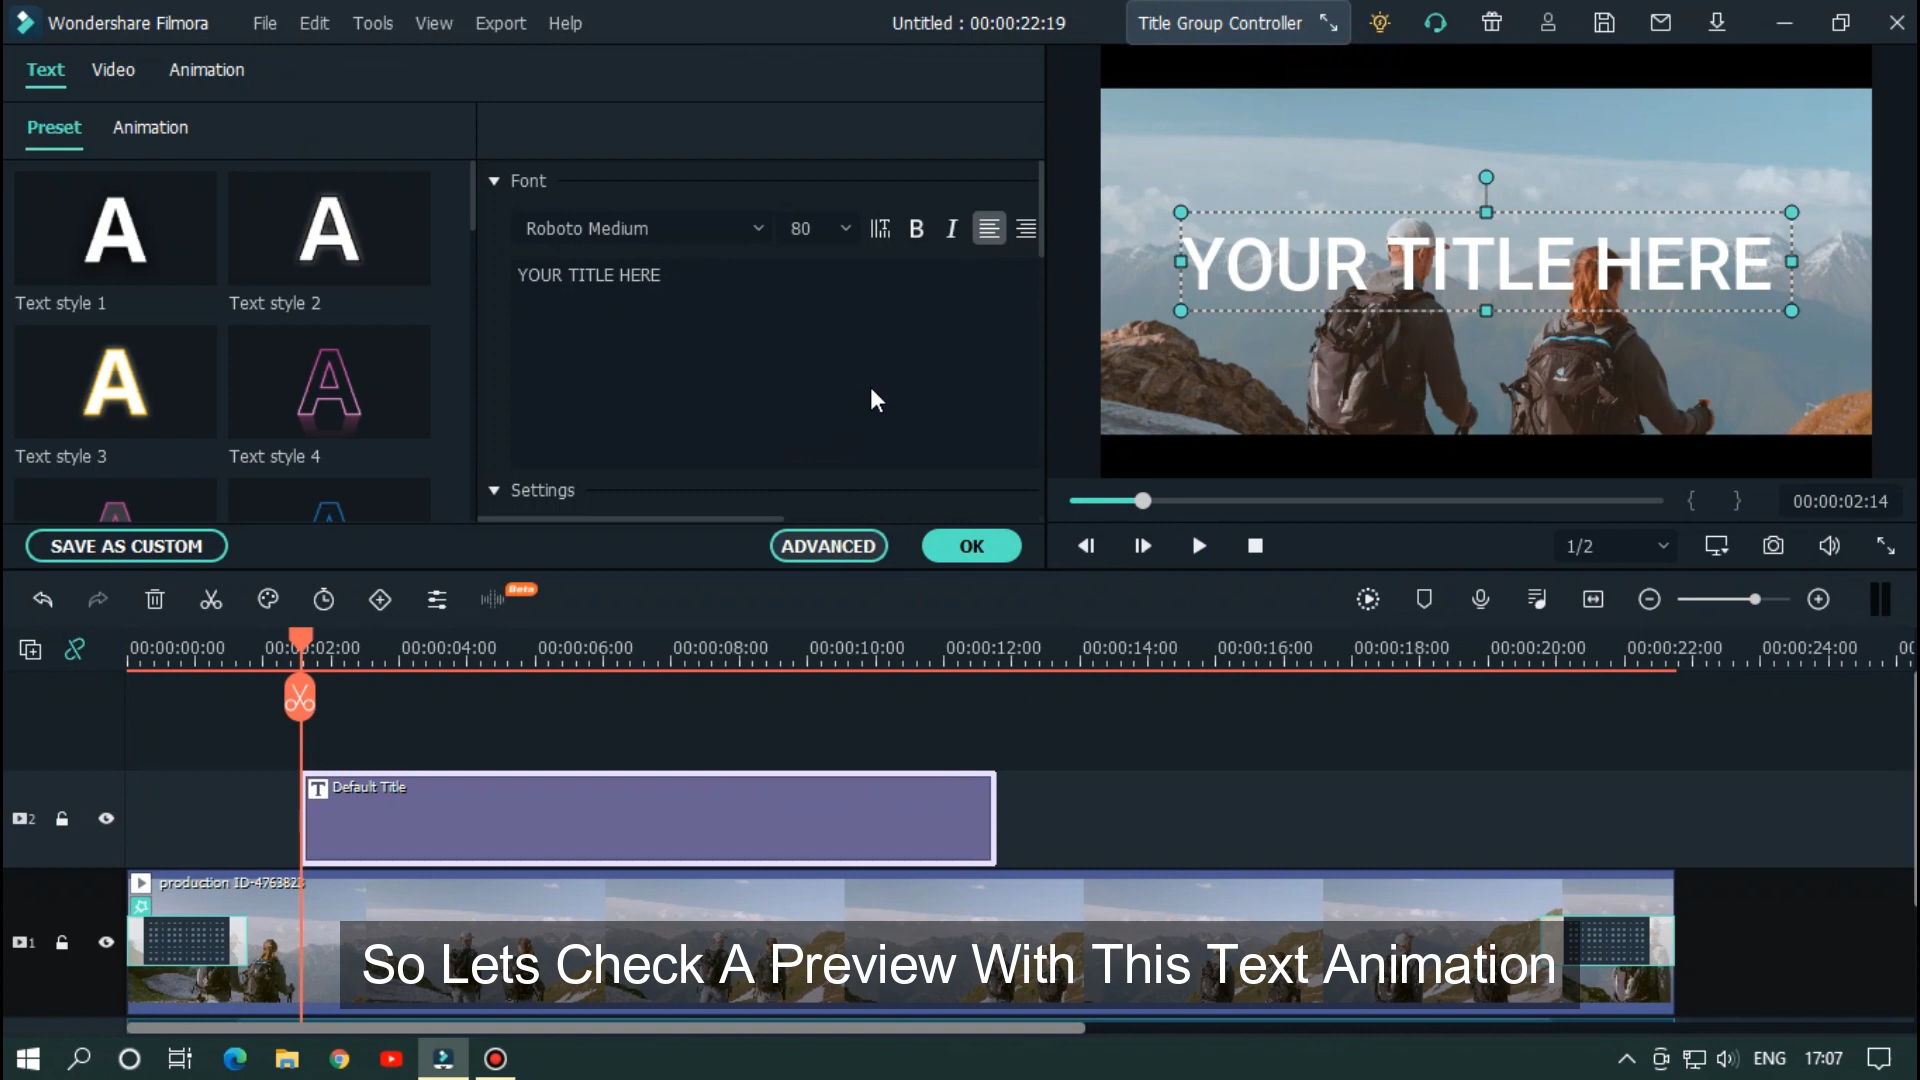 Wondershare Filmora File Edit Tools View Export Help Untitled : 00:00:22:19 Title Group Controller
Text Video Animation
Preset Animation
Font
Roboto Medium 80 B I
YOUR TITLE HERE
Text style 1 Text style 2
Text style 3 Text style 4
Settings
SAVE AS CUSTOM ADVANCED OK
YOUR TITLE HERE
{ } 00:00:02:14
1/2
Beta
00:00:00:00 00:00:02:00 00:00:04:00 00:00:06:00 00:00:08:00 00:00:10:00 00:00:12:00 00:00:14:00 00:00:16:00 00:00:18:00 00:00:20:00 00:00:22:00 00:00:24:00
T Default Title
2
production ID-4763823
1
So Lets Check A Preview With This Text Animation
ENG 17:07